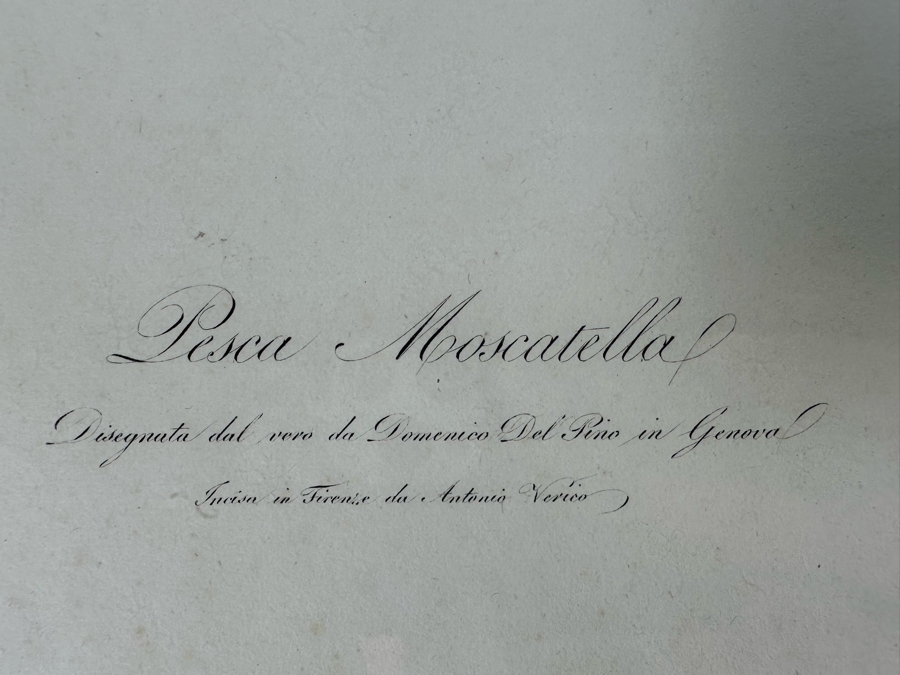 Pesca Moscatella
Disegnata dal vero da Domenico Del Pino in Genova
Incisa in Firenze da Antonio Verico